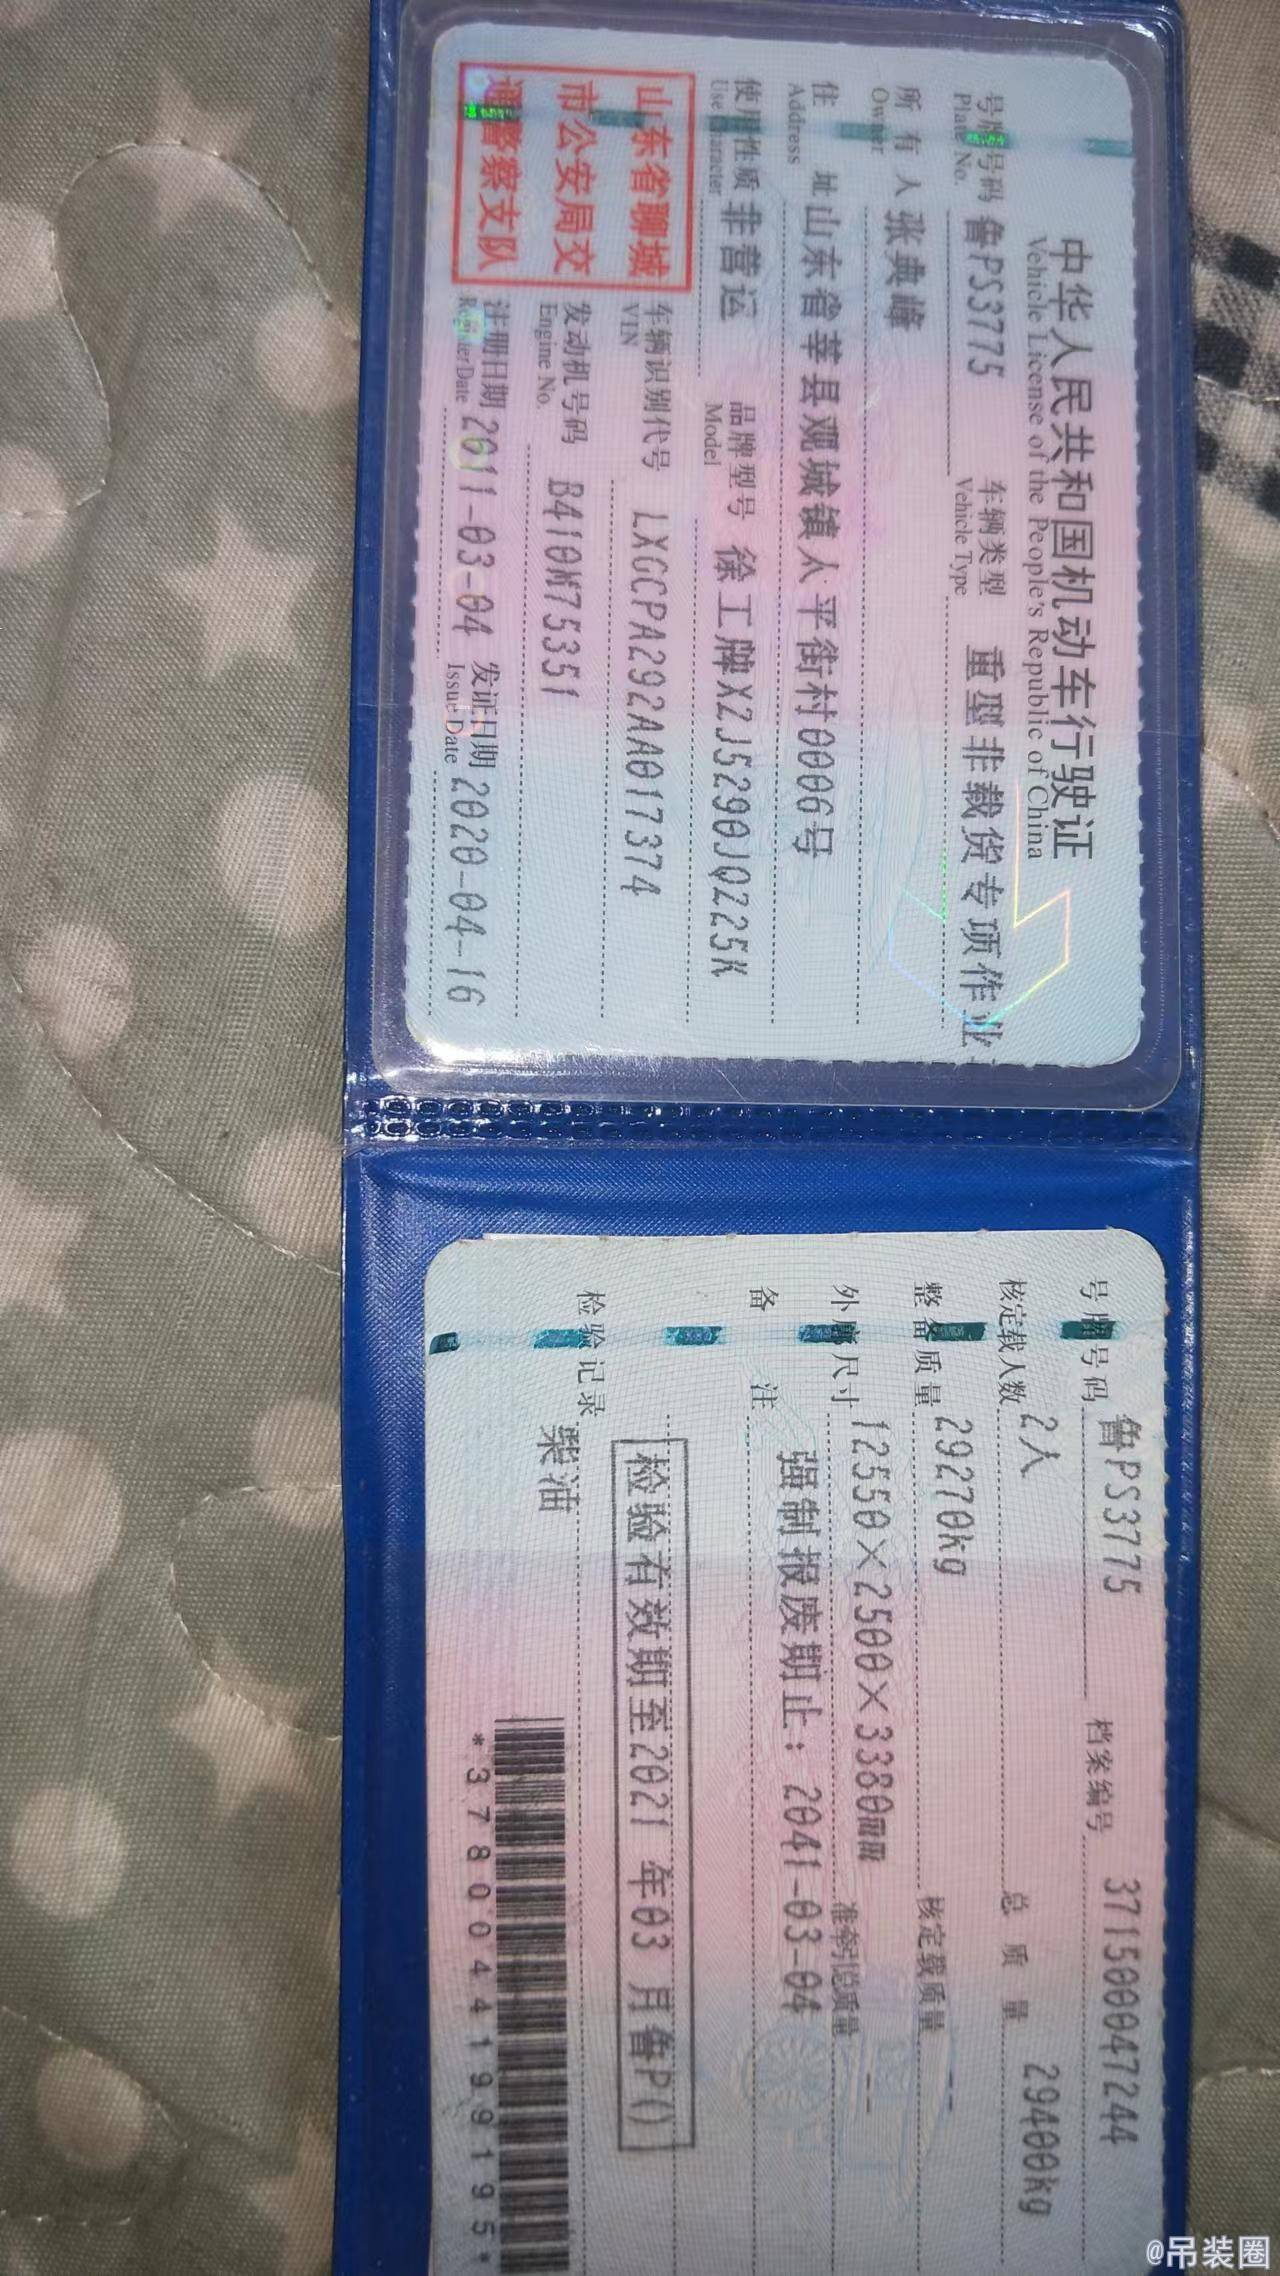 中华人民共和国机动车行驶证
Vehicle License of the People's Republic of China
号牌号码 鲁PS3775 车辆类型 重型非载货专项作业
Plate No. Vehicle Type
所有人 张典峰
Owner
住址 山东省莘县观城镇人平街村0006号
Address
使用性质 非营运 品牌型号 徐工牌XZJ5290JQZ25K
Use Character Model
山东省聊城
市公安局交
通警察支队
车辆识别代号 LXGCPA292AA017374
VIN
发动机号码 B410M75351
Engine No.
注册日期 2011-03-04 发证日期 2020-04-16
Register Date Issue Date
号牌号码 鲁PS3775 档案编号 371500047244
核定载人数 2人 总质量 29400kg
整备质量 29270kg 核定载质量 --
外廓尺寸 12550×2500×3380mm 准牵引总质量 --
备注 强制报废期止：2041-03-04
检验有效期至2021年03月鲁P()
检验记录
柴油
*3780044199195*
@吊装圈